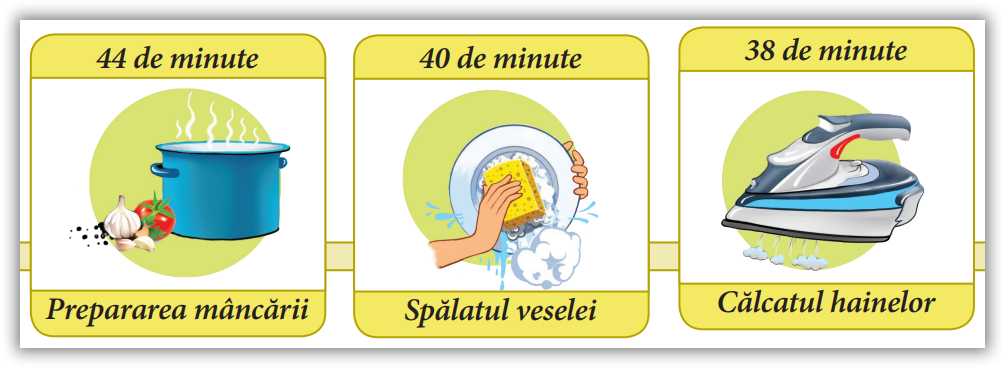 44 de minute
Prepararea mâncării
40 de minute
Spălatul veselei
38 de minute
Călcatul hainelor